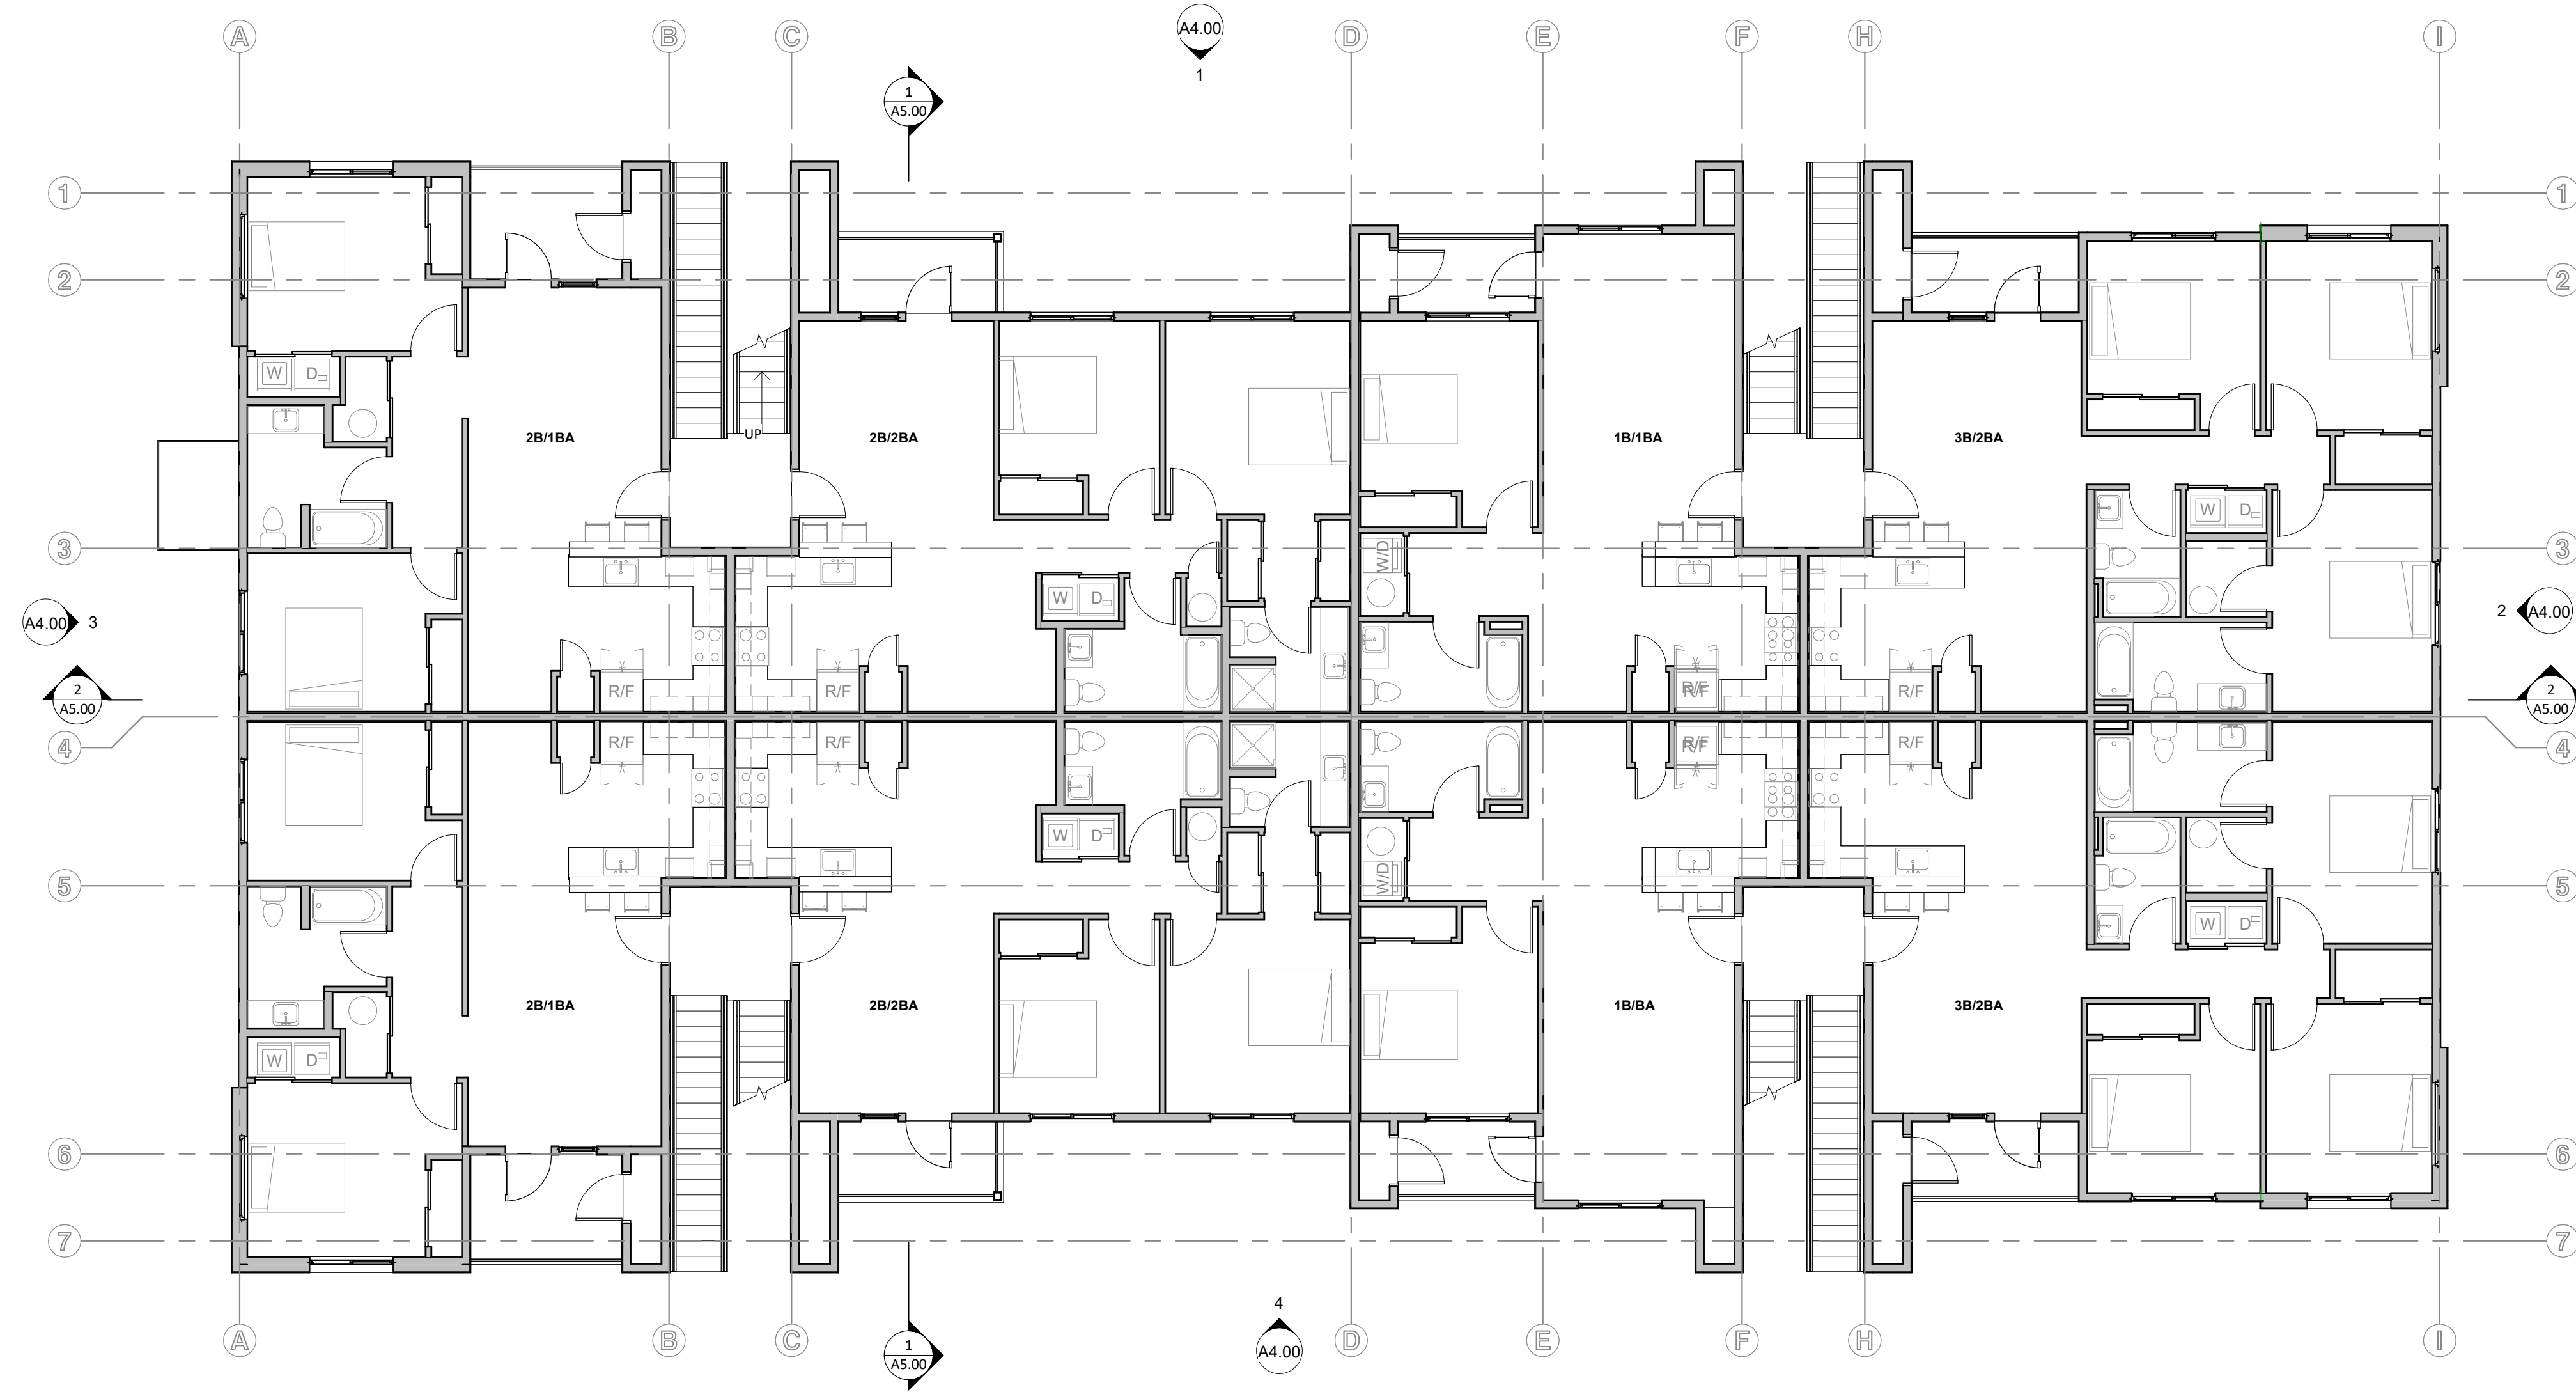 A B C D E F H I
A4.00
1
1
A5.00
1 1
2 2
W D
2B/1BA 2B/2BA 1B/1BA 3B/2BA
UP
W D
3 3
W/D
W D
A4.00 3
2 A4.00
2
A5.00
2
A5.00
R/F R/F R/F R/F R/F
4 4
R/F R/F R/F R/F R/F
W D
W/D
5 5
W D
2B/1BA 2B/2BA 1B/BA 3B/2BA
W D
6 6
7 7
4
A4.00
1
A5.00
A B C D E F H I